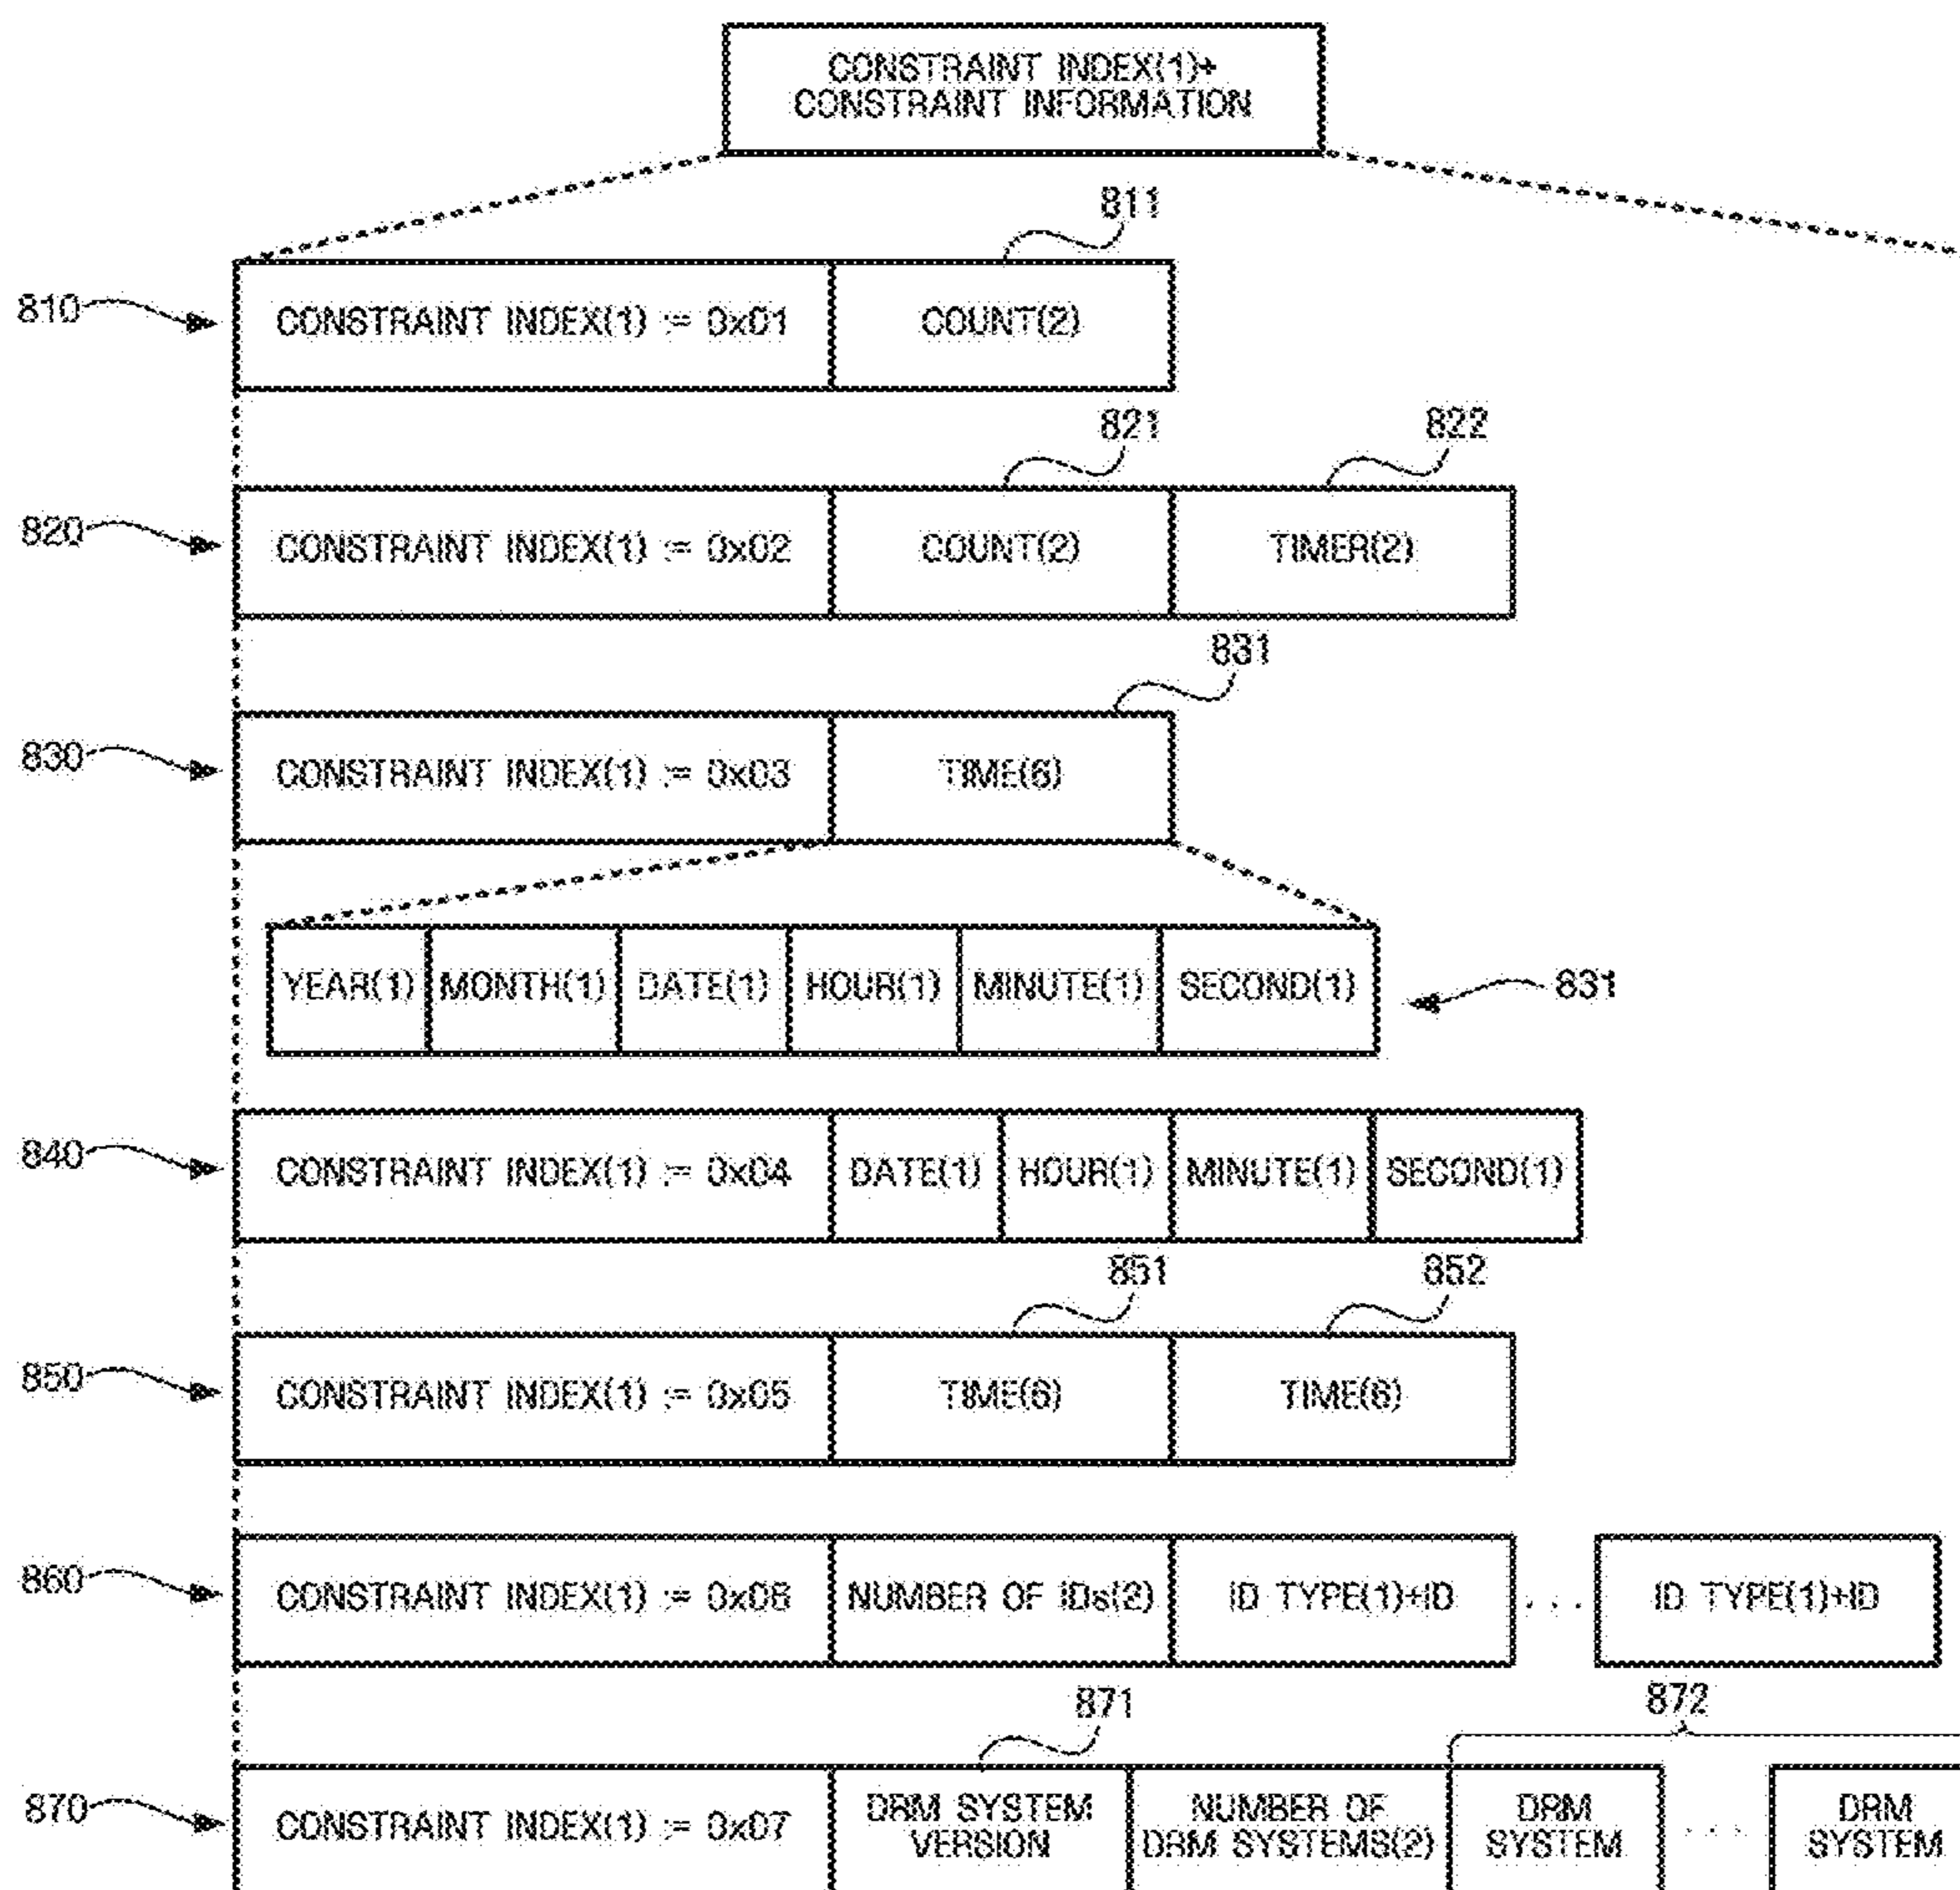 CONSTRAINT INDEX(1)+
CONSTRAINT INFORMATION
811
810
CONSTRAINT INDEX(1) := 0x01
COUNT(2)
821
822
820
CONSTRAINT INDEX(1) := 0x02
COUNT(2)
TIMER(2)
831
830
CONSTRAINT INDEX(1) := 0x03
TIME(6)
YEAR(1)
MONTH(1)
DATE(1)
HOUR(1)
MINUTE(1)
SECOND(1)
831
840
CONSTRAINT INDEX(1) := 0x04
DATE(1)
HOUR(1)
MINUTE(1)
SECOND(1)
851
852
850
CONSTRAINT INDEX(1) := 0x05
TIME(6)
TIME(6)
860
CONSTRAINT INDEX(1) := 0x06
NUMBER OF IDs(2)
ID TYPE(1)+ID
. . .
ID TYPE(1)+ID
871
872
870
CONSTRAINT INDEX(1) := 0x07
DRM SYSTEM
VERSION
NUMBER OF
DRM SYSTEMS(2)
DRM
SYSTEM
. . .
DRM
SYSTEM